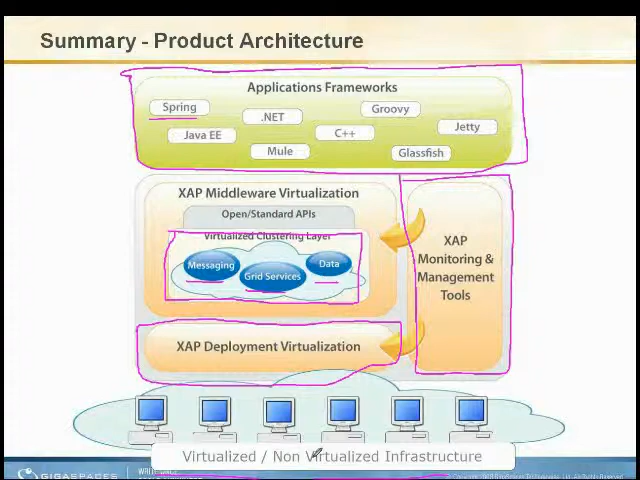 Summary - Product Architecture
Applications Frameworks
Spring
.NET
Groovy
Java EE
C++
Jetty
Mule
Glassfish
XAP Middleware Virtualization
Open/Standard APIs
Virtualized Clustering Layer
Messaging
Grid Services
Data
XAP
Monitoring &
Management
Tools
XAP Deployment Virtualization
Virtualized / Non Virtualized Infrastructure
GIGASPACES